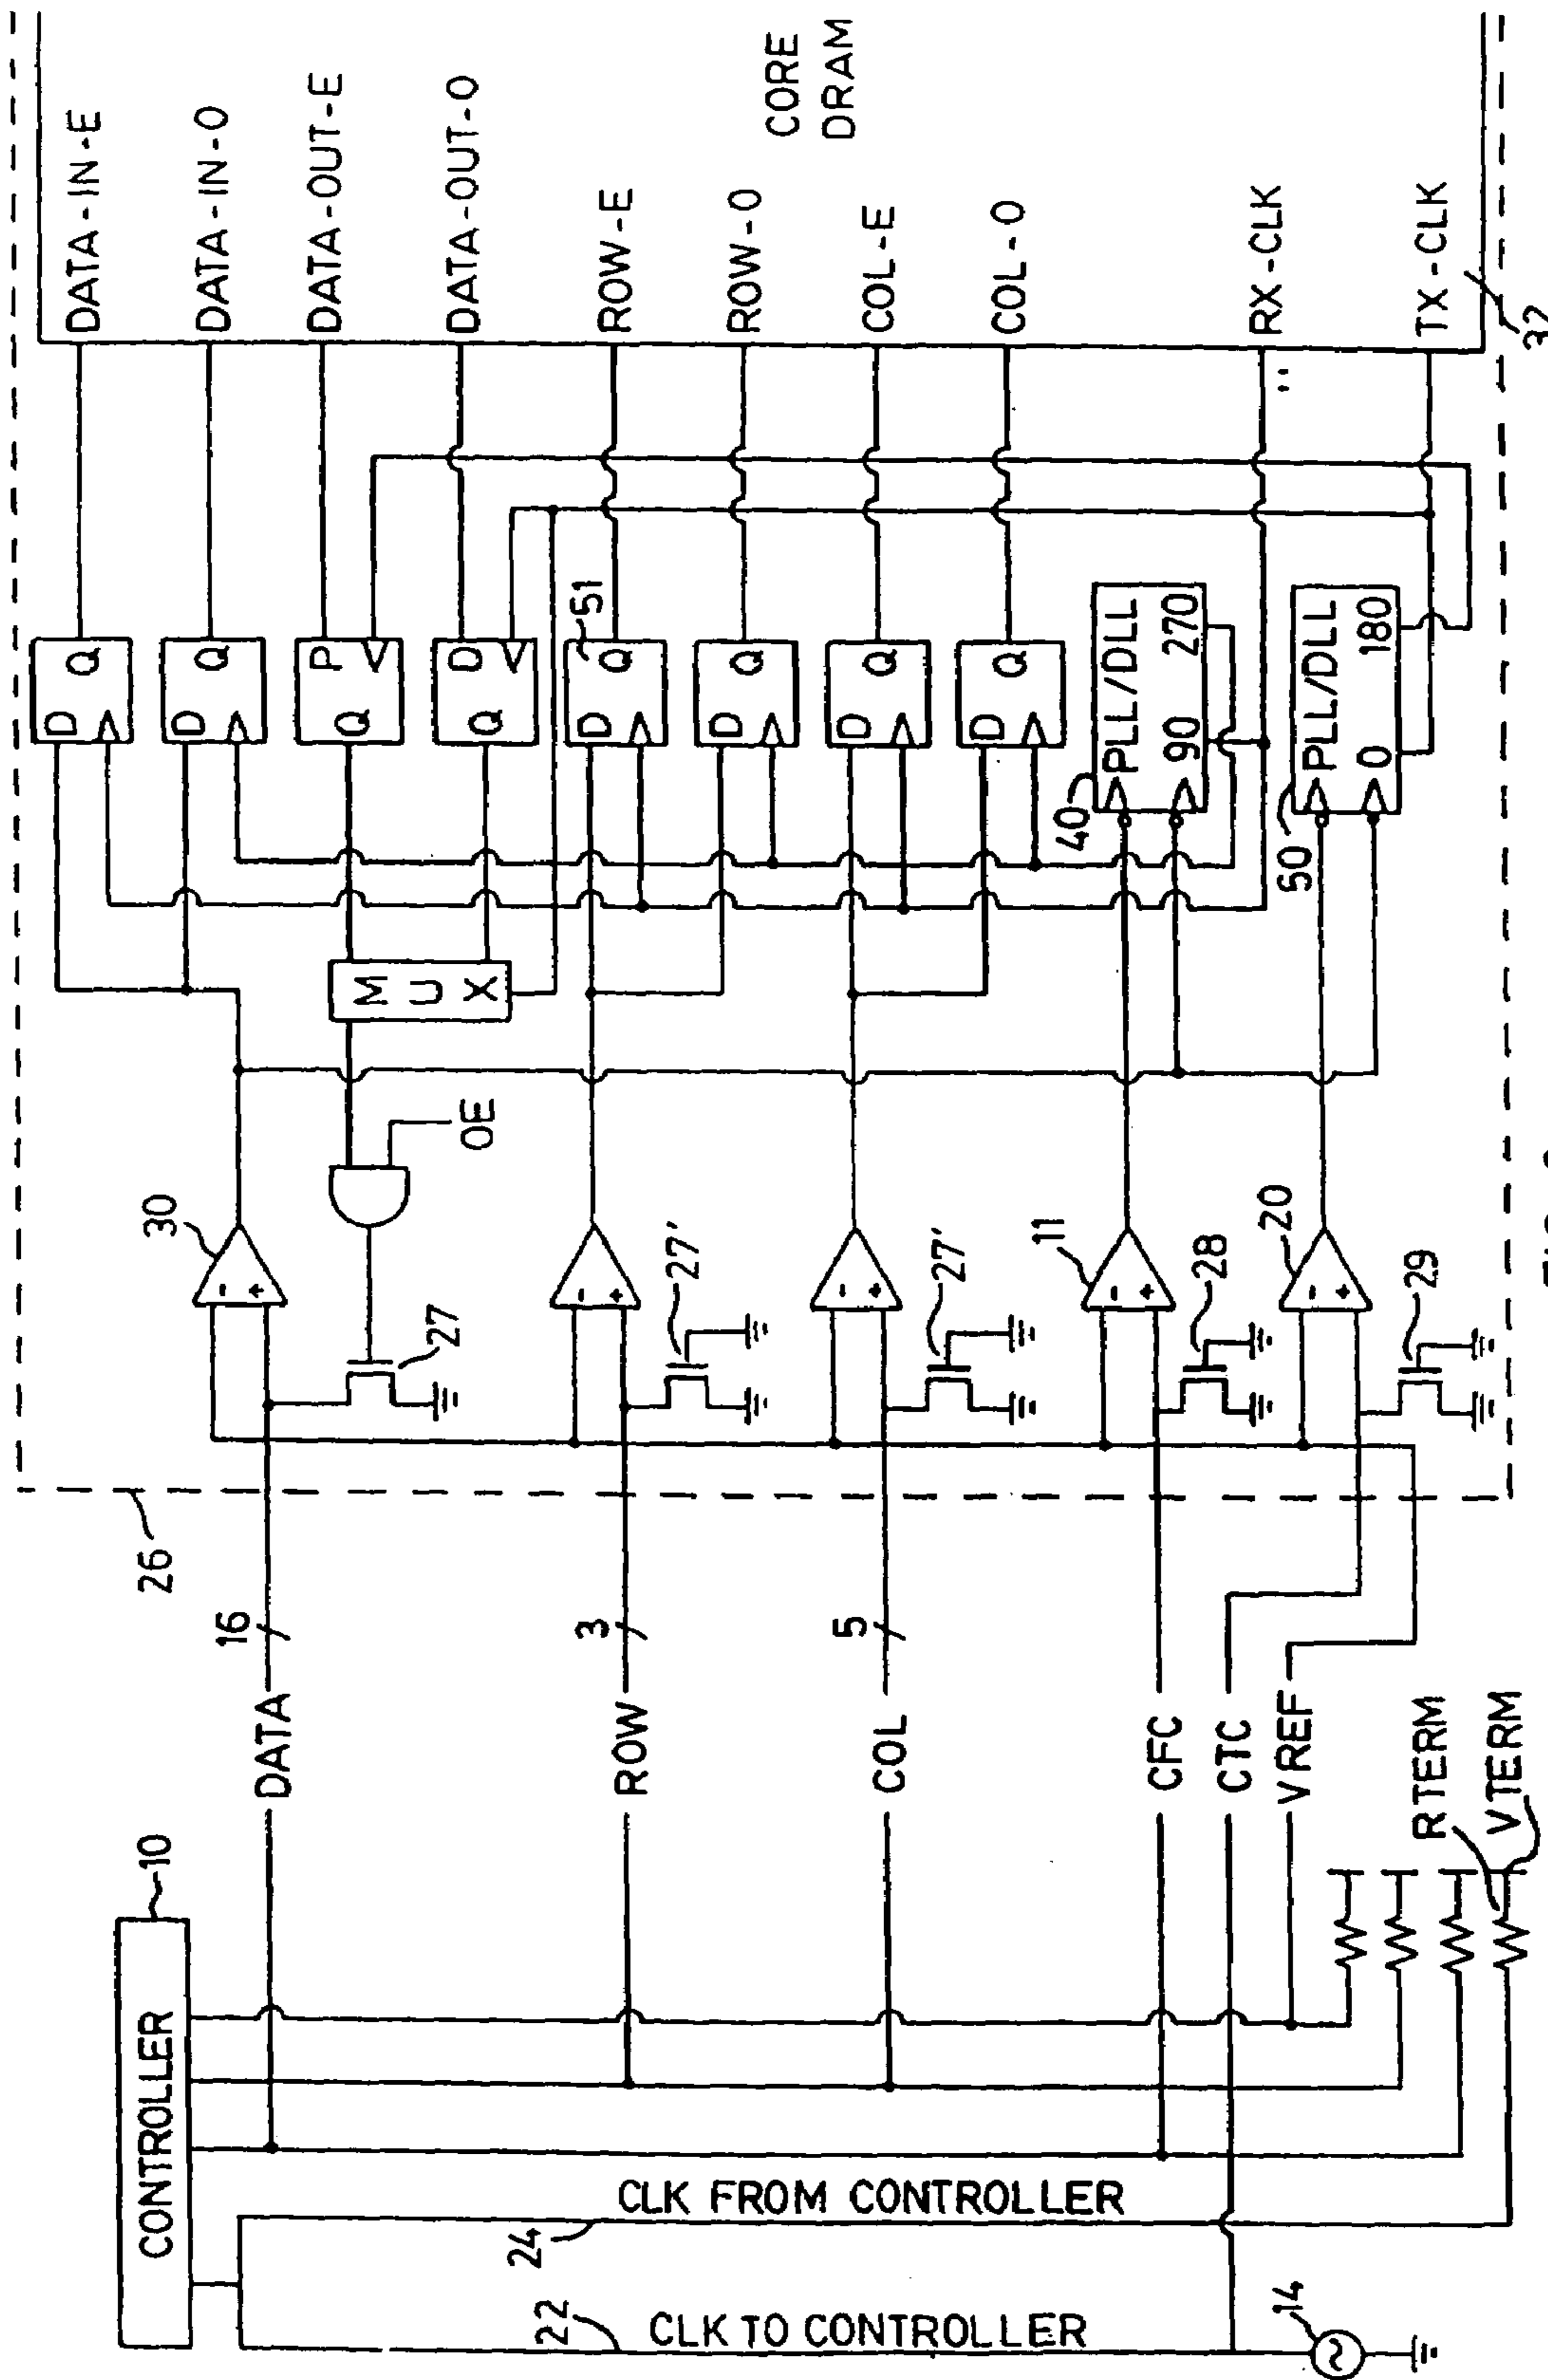 CONTROLLER
10
CLK TO CONTROLLER
22
14
CLK FROM CONTROLLER
24
DATA
16
ROW
3
COL
5
CFC
CTC
VREF
RTERM
VTERM
26
30
- +
27
OE
- +
27'
- +
27'
11
- +
28
20
- +
29
MUX
D Q
D Q
Q P
Q D
D Q
51
D Q
D Q
D Q
40
PLL/DLL
90 270
50
PLL/DLL
0 180
DATA-IN-E
DATA-IN-O
DATA-OUT-E
DATA-OUT-O
ROW-E
ROW-O
COL-E
COL-O
RX-CLK
TX-CLK
CORE
DRAM
32